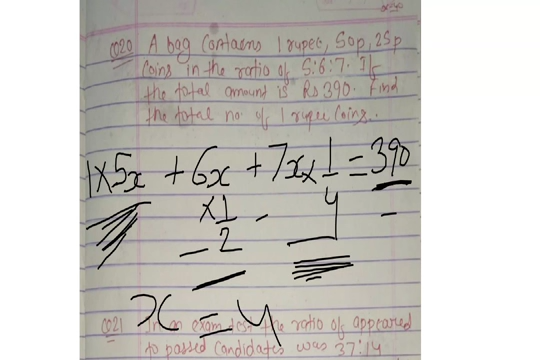 Q20 A bag contains 1 rupee, 50p, 25p
Coins in the ratio of 5:6:7. If
the total amount is Rs 390. Find
the total no. of 1 rupee Coins.
1×5x + 6x + 7x × 1/4 = 390
× 1/2
x = 4
Q21 In an exam test the ratio of appeared
to passed candidates was 37:14